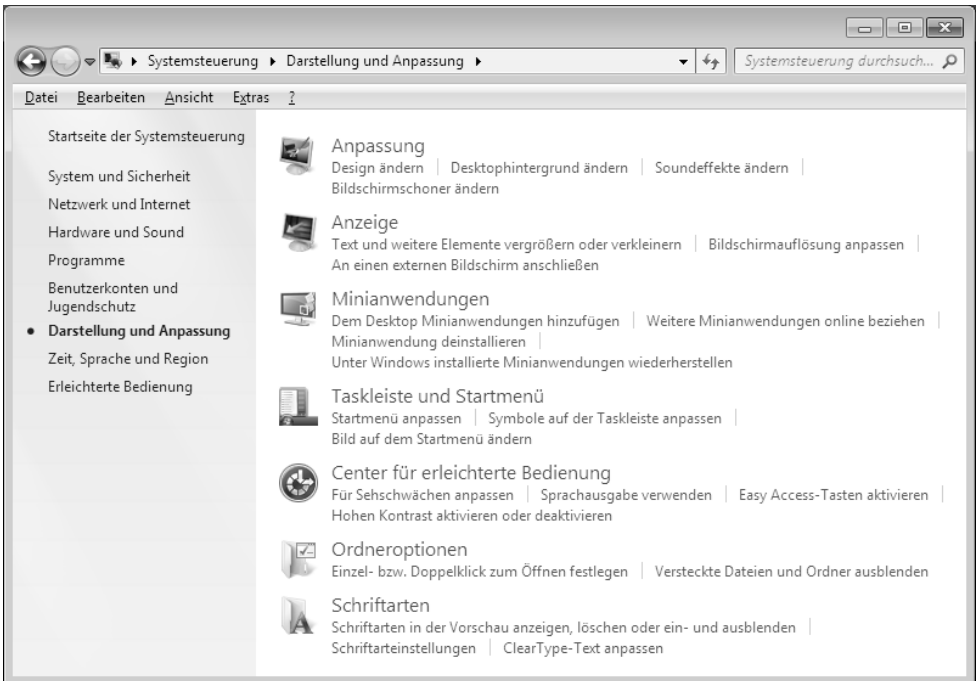 Systemsteuerung Darstellung und Anpassung Systemsteuerung durchsuch...
Datei Bearbeiten Ansicht Extras ?
Startseite der Systemsteuerung
System und Sicherheit
Netzwerk und Internet
Hardware und Sound
Programme
Benutzerkonten und
Jugendschutz
Darstellung und Anpassung
Zeit, Sprache und Region
Erleichterte Bedienung
Anpassung
Design ändern Desktophintergrund ändern Soundeffekte ändern
Bildschirmschoner ändern
Anzeige
Text und weitere Elemente vergrößern oder verkleinern Bildschirmauflösung anpassen
An einen externen Bildschirm anschließen
Minianwendungen
Dem Desktop Minianwendungen hinzufügen Weitere Minianwendungen online beziehen
Minianwendung deinstallieren
Unter Windows installierte Minianwendungen wiederherstellen
Taskleiste und Startmenü
Startmenü anpassen Symbole auf der Taskleiste anpassen
Bild auf dem Startmenü ändern
Center für erleichterte Bedienung
Für Sehschwächen anpassen Sprachausgabe verwenden Easy Access-Tasten aktivieren
Hohen Kontrast aktivieren oder deaktivieren
Ordneroptionen
Einzel- bzw. Doppelklick zum Öffnen festlegen Versteckte Dateien und Ordner ausblenden
Schriftarten
Schriftarten in der Vorschau anzeigen, löschen oder ein- und ausblenden
Schriftarteinstellungen ClearType-Text anpassen